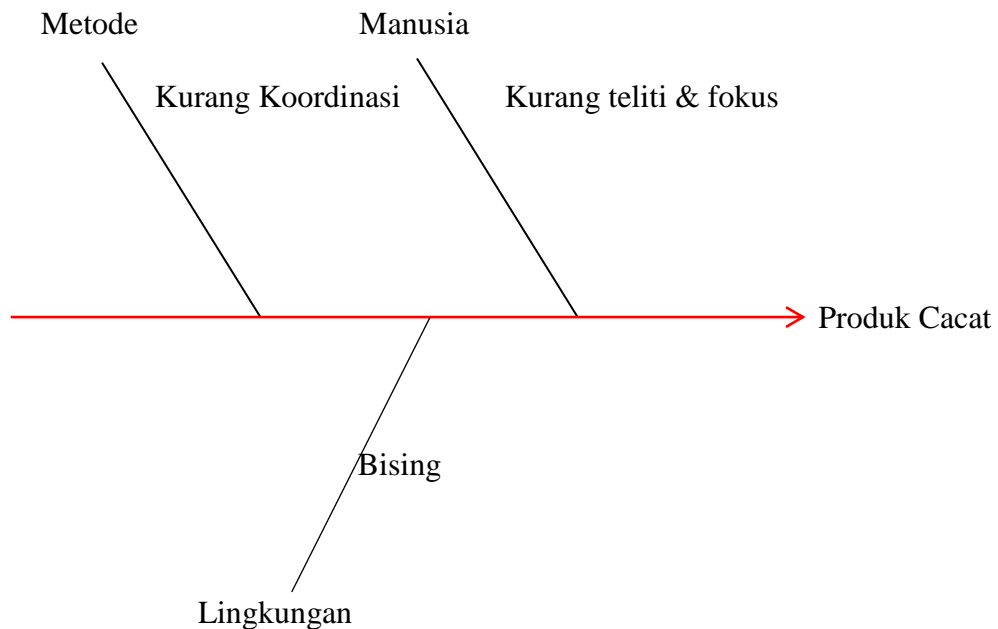 Metode
Manusia
Kurang Koordinasi
Kurang teliti & fokus
Produk Cacat
Bising
Lingkungan